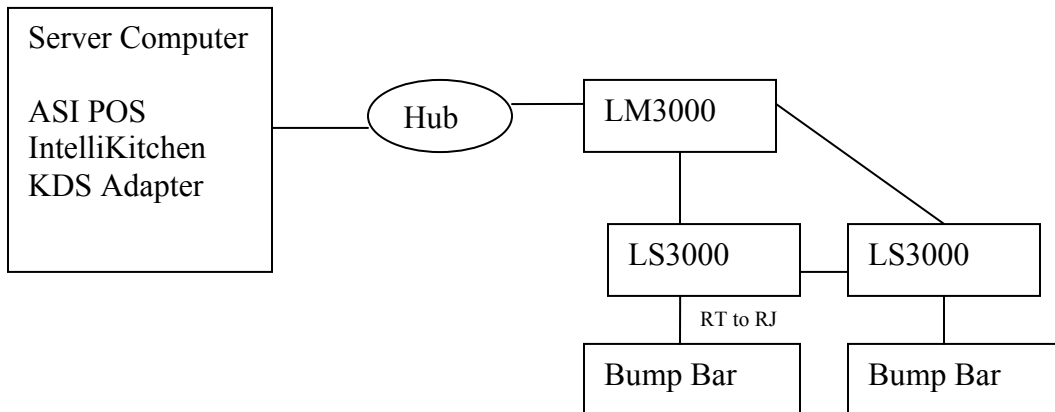 Server Computer
ASI POS
IntelliKitchen
KDS Adapter
Hub
LM3000
LS3000
LS3000
RT to RJ
Bump Bar
Bump Bar